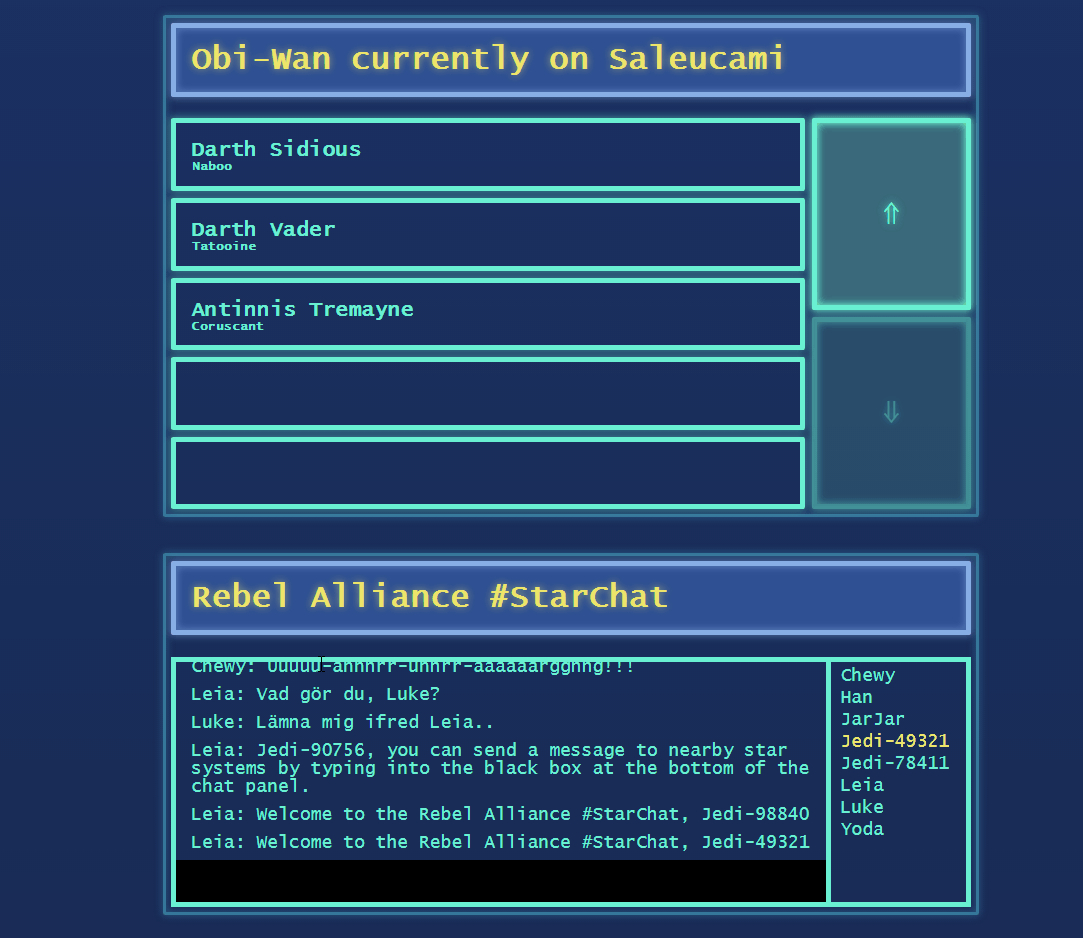 Obi-Wan currently on Saleucami
Darth Sidious
Naboo
Darth Vader
Tatooine
Antinnis Tremayne
Coruscant
⇑
⇓
Rebel Alliance #StarChat
Chewy:
Leia: Vad gör du, Luke?
Luke: Lämna mig ifred Leia..
Leia: Jedi-90756, you can send a message to nearby star
systems by typing into the black box at the bottom of the
chat panel.
Leia: Welcome to the Rebel Alliance #StarChat, Jedi-98840
Leia: Welcome to the Rebel Alliance #StarChat, Jedi-49321
Chewy
Han
JarJar
Jedi-49321
Jedi-78411
Leia
Luke
Yoda